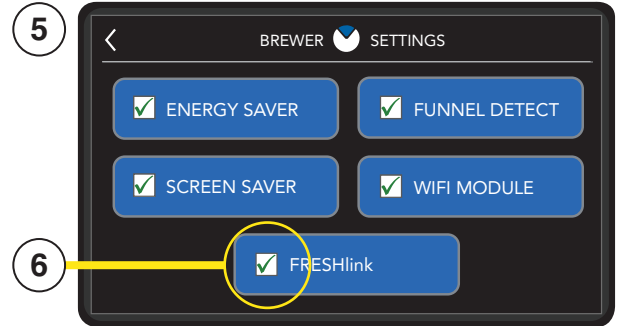 5
BREWER SETTINGS
ENERGY SAVER
FUNNEL DETECT
SCREEN SAVER
WIFI MODULE
6
FRESHlink